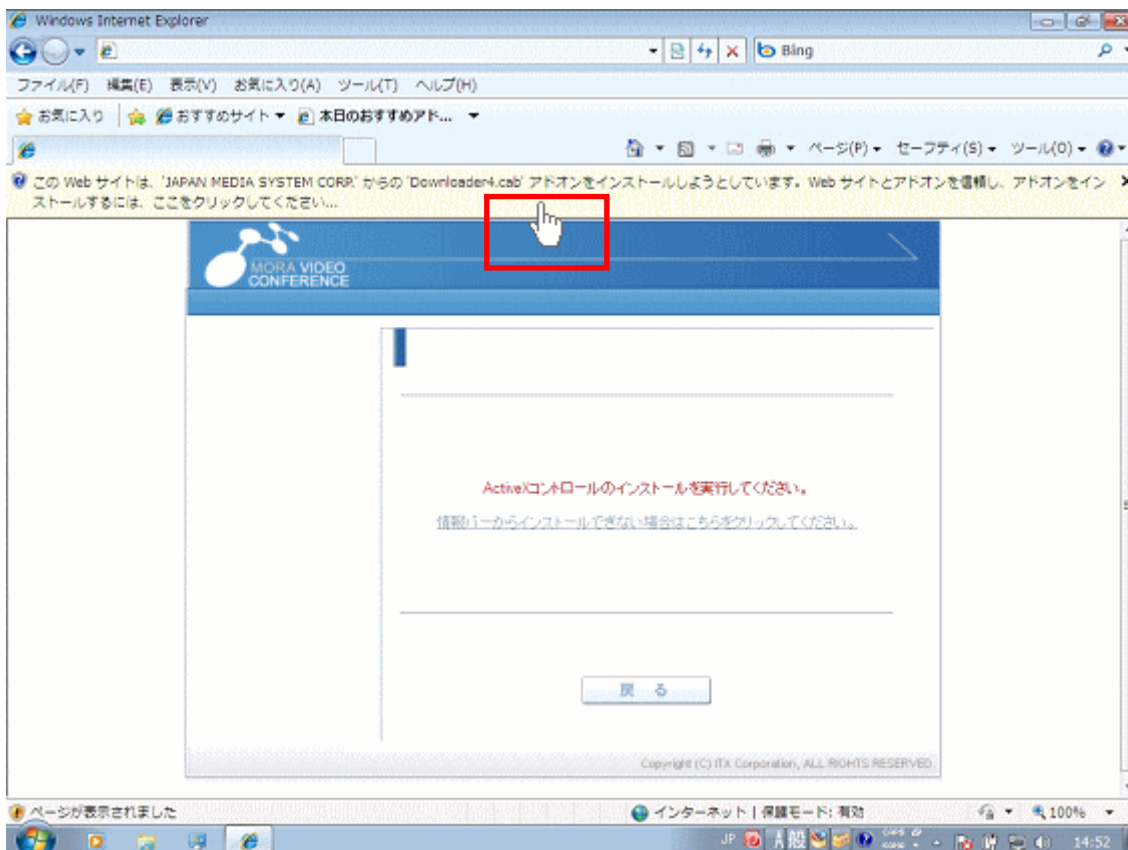 Windows Internet Explorer
Bing
ファイル(F) 編集(E) 表示(V) お気に入り(A) ツール(T) ヘルプ(H)
お気に入り おすすめサイト 本日のおすすめアド...
ページ(P) セーフティ(S) ツール(O)
この Web サイトは、'JAPAN MEDIA SYSTEM CORP.' からの 'Downloader4.cab' アドオンをインストールしようとしています。Web サイトとアドオンを信頼し、アドオンをイン
ストールするには、ここをクリックしてください...
MORA VIDEO
CONFERENCE
ActiveXコントロールのインストールを実行してください。
情報バーからインストールできない場合はこちらをクリックしてください。
戻る
Copyright (C) ITX Corporation, ALL RIGHTS RESERVED.
ページが表示されました インターネット | 保護モード: 有効 100%
JP A 般 CAPS KANA 14:52